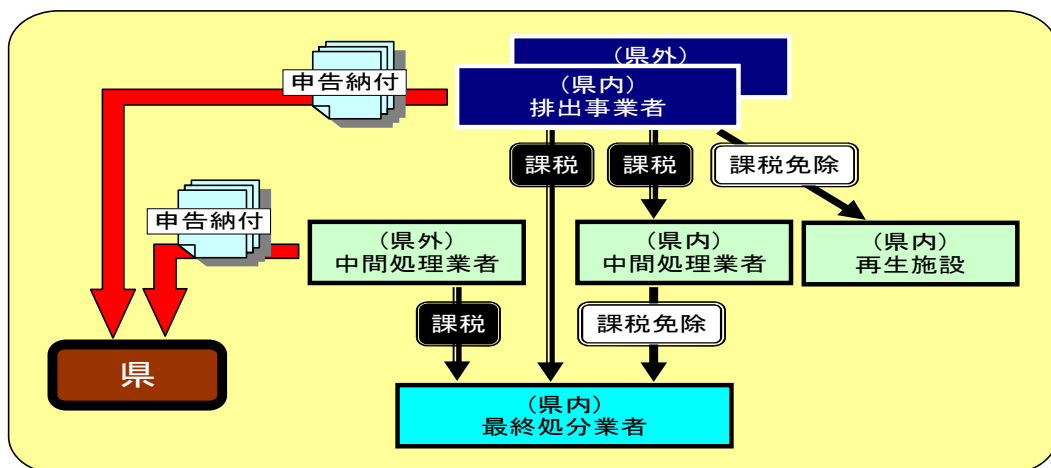 （県外）
（県内）
排出事業者
申告納付
課税
課税
課税免除
申告納付
（県外）
中間処理業者
（県内）
中間処理業者
（県内）
再生施設
課税
課税免除
県
（県内）
最終処分業者